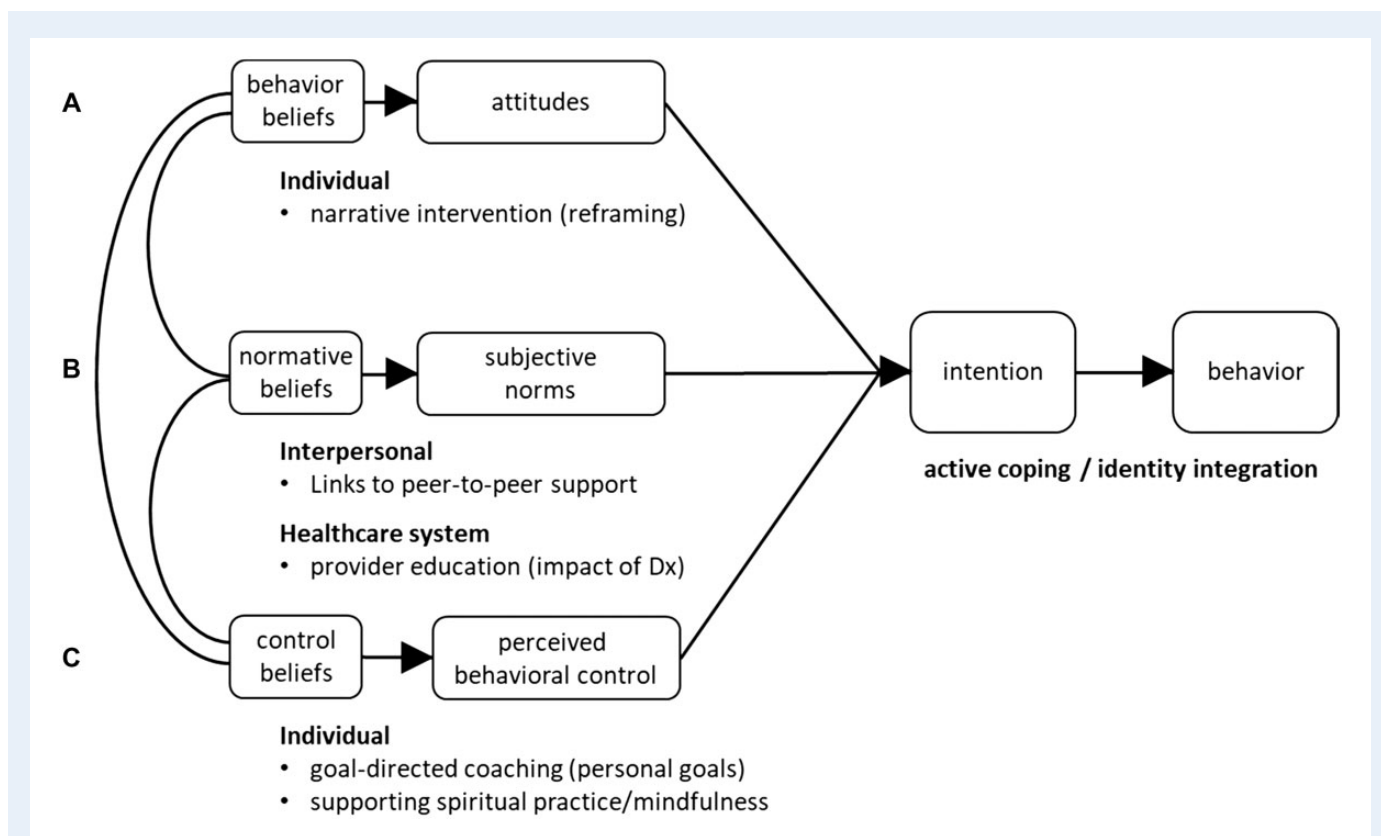 A
behavior
beliefs
attitudes
Individual
• narrative intervention (reframing)
B
normative
beliefs
subjective
norms
intention
behavior
active coping / identity integration
Interpersonal
• Links to peer-to-peer support
Healthcare system
• provider education (impact of Dx)
C
control
beliefs
perceived
behavioral control
Individual
• goal-directed coaching (personal goals)
• supporting spiritual practice/mindfulness